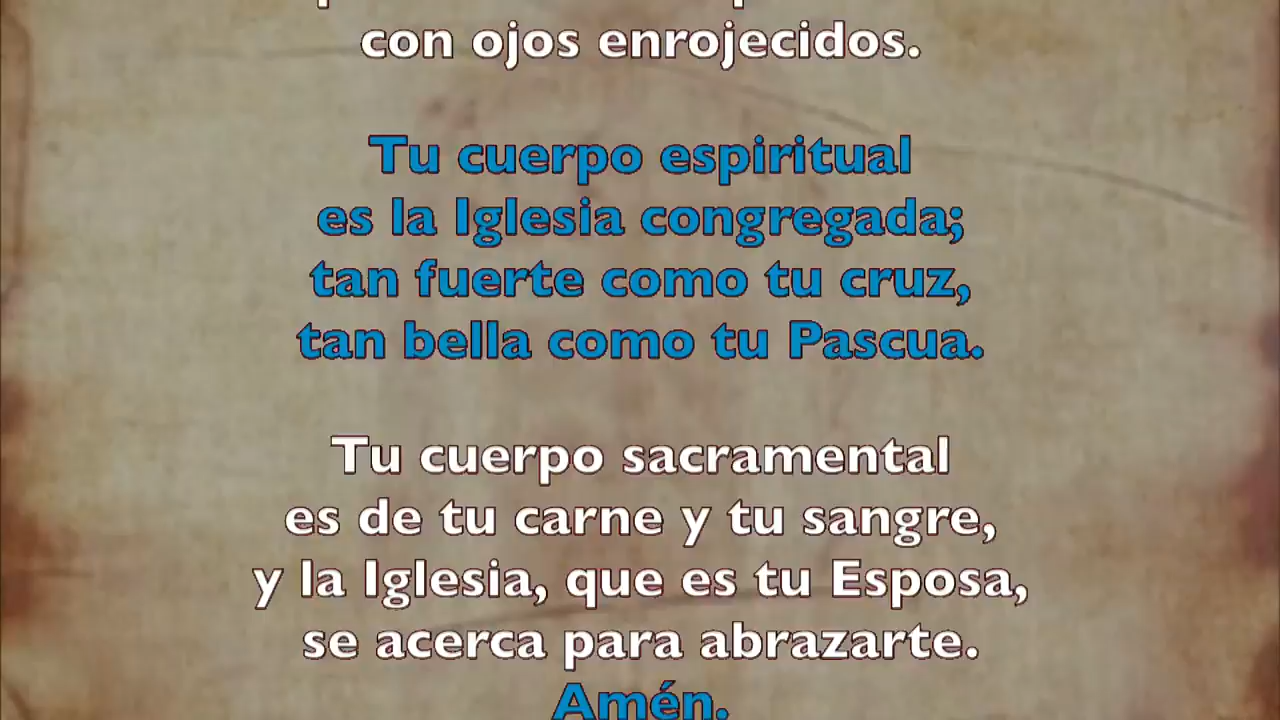 con ojos enrojecidos.
Tu cuerpo espiritual
es la Iglesia congregada;
tan fuerte como tu cruz,
tan bella como tu Pascua.
Tu cuerpo sacramental
es de tu carne y tu sangre,
y la Iglesia, que es tu Esposa,
se acerca para abrazarte.
Amén.